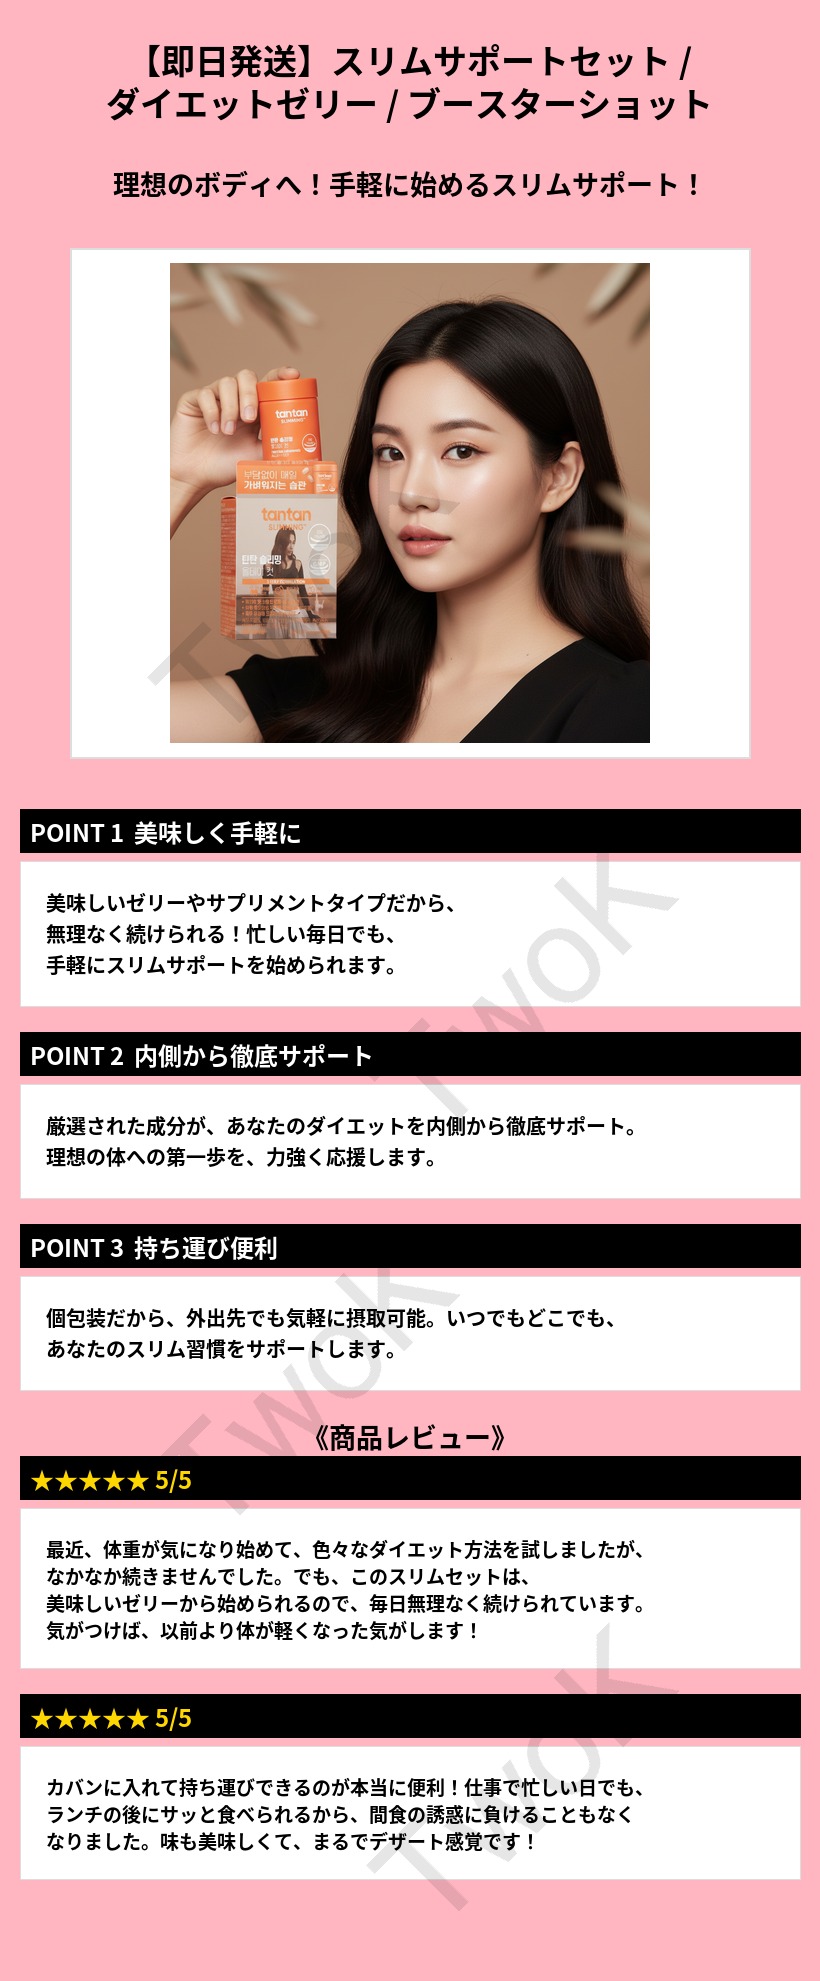 【即日発送】スリムサポートセット /
ダイエットゼリー / ブースターショット
理想のボディへ！手軽に始めるスリムサポート！
tantan
SLIMMING
부담없이 매일
가벼워지는 습관
tantan
SLIMMING
탄탄 슬리밍
TwoK
POINT 1 美味しく手軽に
美味しいゼリーやサプリメントタイプだから、
無理なく続けられる！忙しい毎日でも、
手軽にスリムサポートを始められます。
TwoK
POINT 2 内側から徹底サポート
厳選された成分が、あなたのダイエットを内側から徹底サポート。
理想の体への第一歩を、力強く応援します。
POINT 3 持ち運び便利
個包装だから、外出先でも気軽に摂取可能。いつでもどこでも、
あなたのスリム習慣をサポートします。
TwoK
《商品レビュー》
★★★★★ 5/5
最近、体重が気になり始めて、色々なダイエット方法を試しましたが、
なかなか続きませんでした。でも、このスリムセットは、
美味しいゼリーから始められるので、毎日無理なく続けられています。
気がつけば、以前より体が軽くなった気がします！
★★★★★ 5/5
カバンに入れて持ち運びできるのが本当に便利！仕事で忙しい日でも、
ランチの後にサッと食べられるから、間食の誘惑に負けることもなく
なりました。味も美味しくて、まるでデザート感覚です！
TwoK